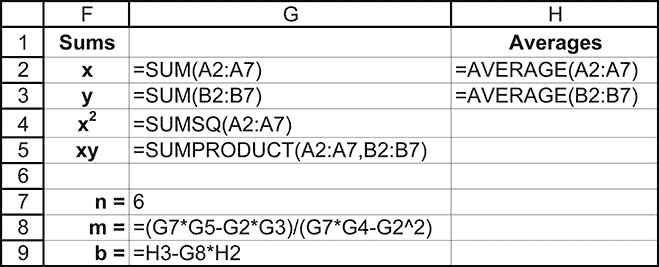 F G H
1 Sums Averages
2 x =SUM(A2:A7) =AVERAGE(A2:A7)
3 y =SUM(B2:B7) =AVERAGE(B2:B7)
4 x² =SUMSQ(A2:A7)
5 xy =SUMPRODUCT(A2:A7,B2:B7)
6
7 n = 6
8 m = =(G7*G5-G2*G3)/(G7*G4-G2^2)
9 b = =H3-G8*H2